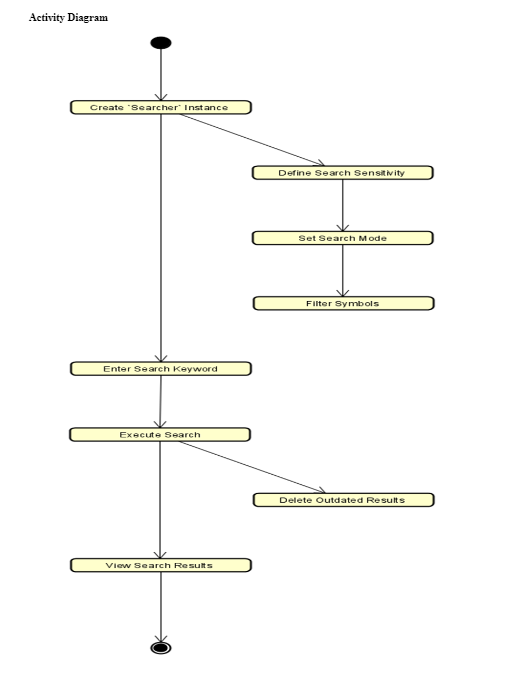 Activity Diagram
Create `Searcher' Instance
Define Search Sensitivity
Set Search Mode
Filter Symbols
Enter Search Keyword
Execute Search
Delete Outdated Results
View Search Results